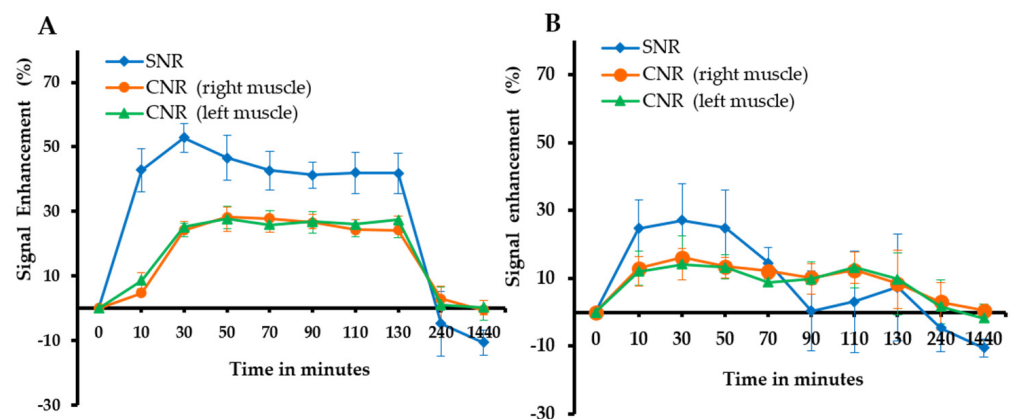 A
SNR
CNR (right muscle)
CNR (left muscle)
Signal Enhancement (%)
70
50
30
10
-10
-30
0 10 30 50 70 90 110 130 240 1440
Time in minutes
B
SNR
CNR (right muscle)
CNR (left muscle)
Signal enhancement (%)
70
50
30
10
-10
-30
0 10 30 50 70 90 110 130 240 1440
Time in minutes